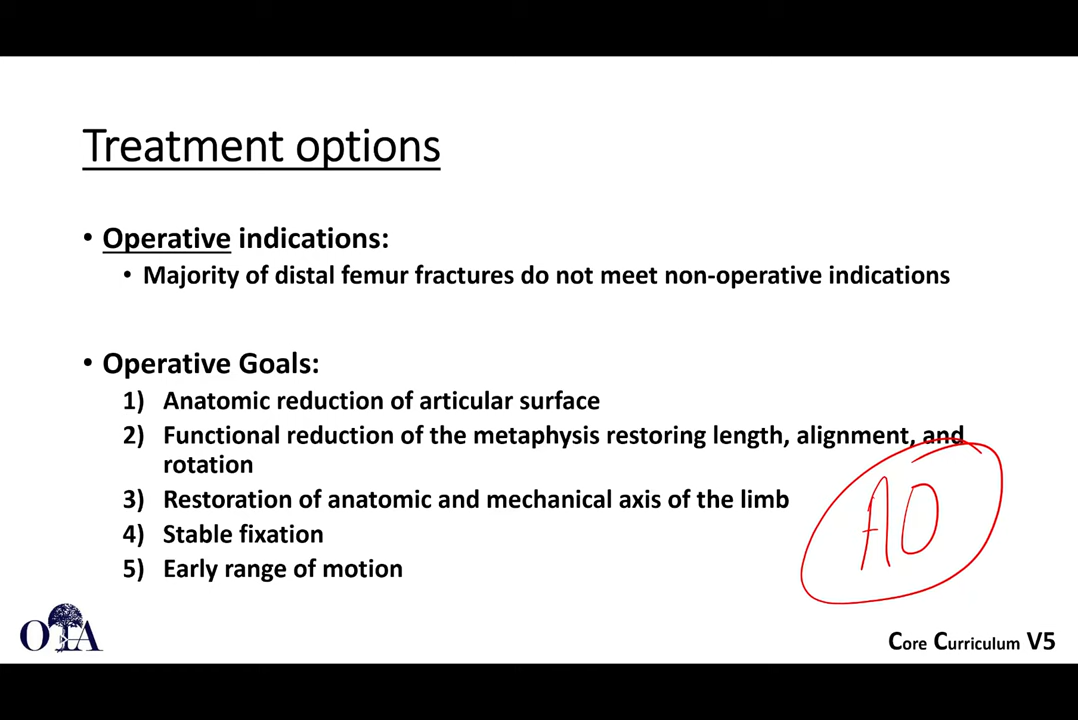 Treatment options
• Operative indications:
• Majority of distal femur fractures do not meet non-operative indications
• Operative Goals:
1) Anatomic reduction of articular surface
2) Functional reduction of the metaphysis restoring length, alignment, and
rotation
3) Restoration of anatomic and mechanical axis of the limb
4) Stable fixation
5) Early range of motion
AO
OTA
Core Curriculum V5